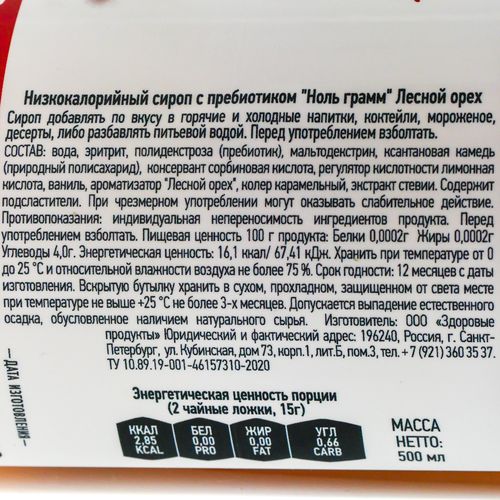 Низкокалорийный сироп с пребиотиком "Ноль грамм" Лесной орех
Сироп добавлять по вкусу в горячие и холодные напитки, коктейли, мороженое,
десерты, либо разбавлять питьевой водой. Перед употреблением взболтать.
СОСТАВ: вода, эритрит, полидекстроза (пребиотик), мальтодекстрин, ксантановая камедь
(природный полисахарид), консервант сорбиновая кислота, регулятор кислотности лимонная
кислота, ваниль, ароматизатор "Лесной орех", колер карамельный, экстракт стевии. Содержит
подсластители. При чрезмерном употреблении могут оказывать слабительное действие.
Противопоказания: индивидуальная непереносимость ингредиентов продукта. Перед
употреблением взболтать. Пищевая ценность 100 г продукта: Белки 0,0002г Жиры 0,0002г
Углеводы 4,0г. Энергетическая ценность: 16,1 ккал/ 67,41 кДж. Хранить при температуре от 0
до 25 °С и относительной влажности воздуха не более 75 %. Срок годности: 12 месяцев с даты
изготовления. Вскрытую бутылку хранить в сухом, прохладном, защищенном от света месте
при температуре не выше +25°С не более 3-х месяцев. Допускается выпадение естественного
осадка, обусловленное наличием натурального сырья. Изготовитель: ООО «Здоровые
продукты» Юридический и фактический адрес: 196240, Россия, г. Санкт-
Петербург, ул. Кубинская, дом 73, корп.1, лит.Б, пом.3, тел. +7 (921) 360 35 37.
ТУ 10.89.19-001-46157310-2020
— ДАТА ИЗГОТОВЛЕНИЯ—
Энергетическая ценность порции
(2 чайные ложки, 15г)
ККАЛ
2,85
KCAL
БЕЛ
0,00
PRO
ЖИР
0,00
FAT
УГЛ
0,66
CARB
МАССА
НЕТТО:
500 мл